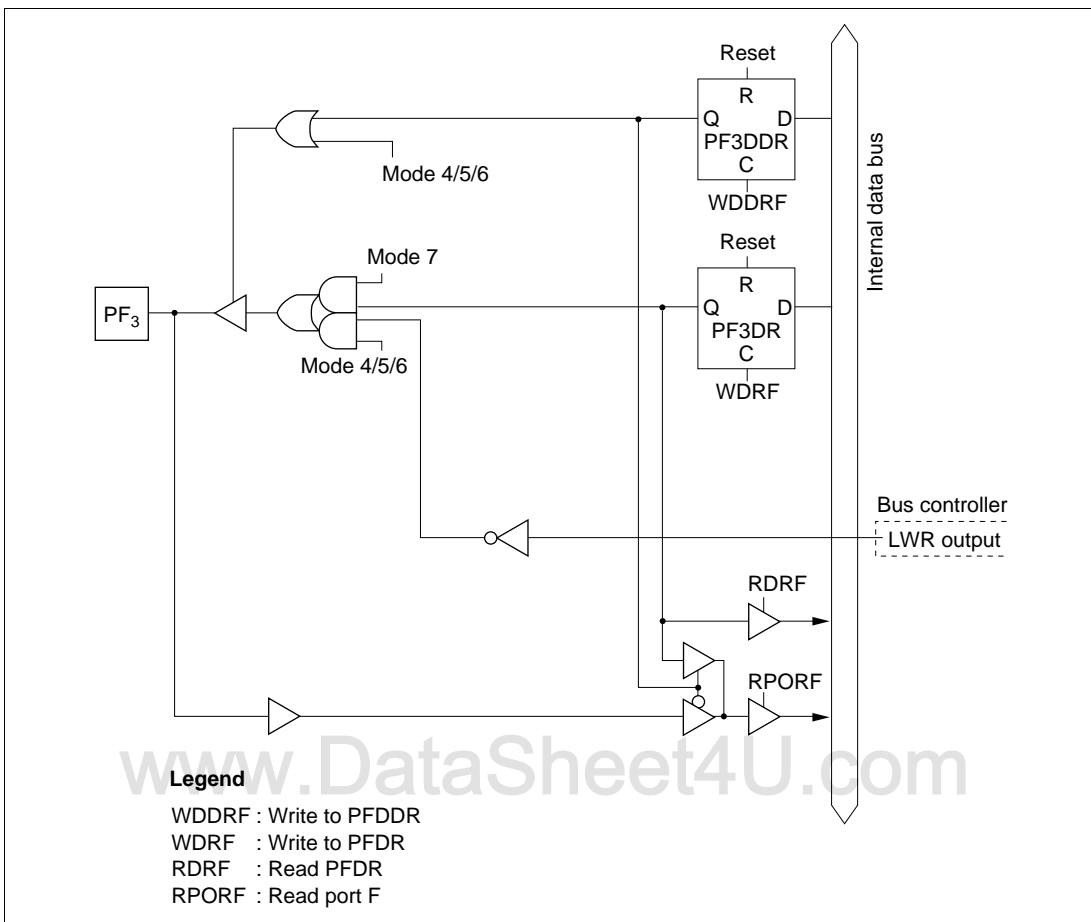 Reset
R
Q D
PF3DDR
C
WDDRF
Mode 4/5/6
Internal data bus
Reset
R
Q D
PF3DR
C
WDRF
Mode 7
PF3
Mode 4/5/6
Bus controller
LWR output
RDRF
RPORF
www.DataSheet4U.com
Legend
WDDRF : Write to PFDDR
WDRF : Write to PFDR
RDRF : Read PFDR
RPORF : Read port F